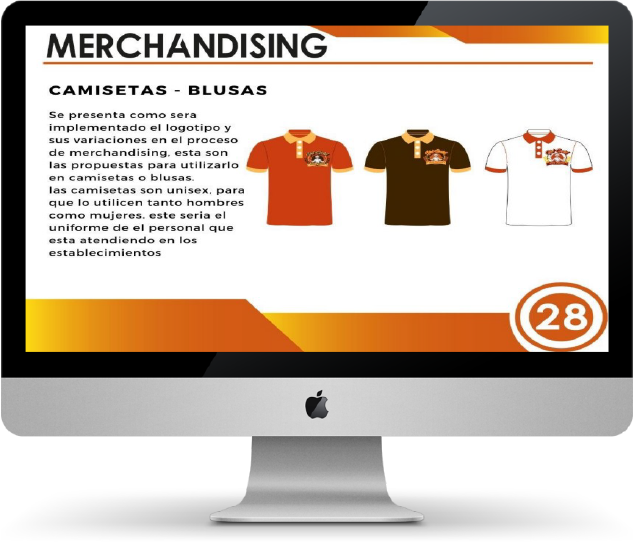 MERCHANDISING
CAMISETAS - BLUSAS
Se presenta como sera
implementado el logotipo y
sus variaciones en el proceso
de merchandising, esta son
las propuestas para utilizarlo
en camisetas o blusas.
las camisetas son unisex, para
que lo utilicen tanto hombres
como mujeres. este seria el
uniforme de el personal que
esta atendiendo en los
establecimientos
28